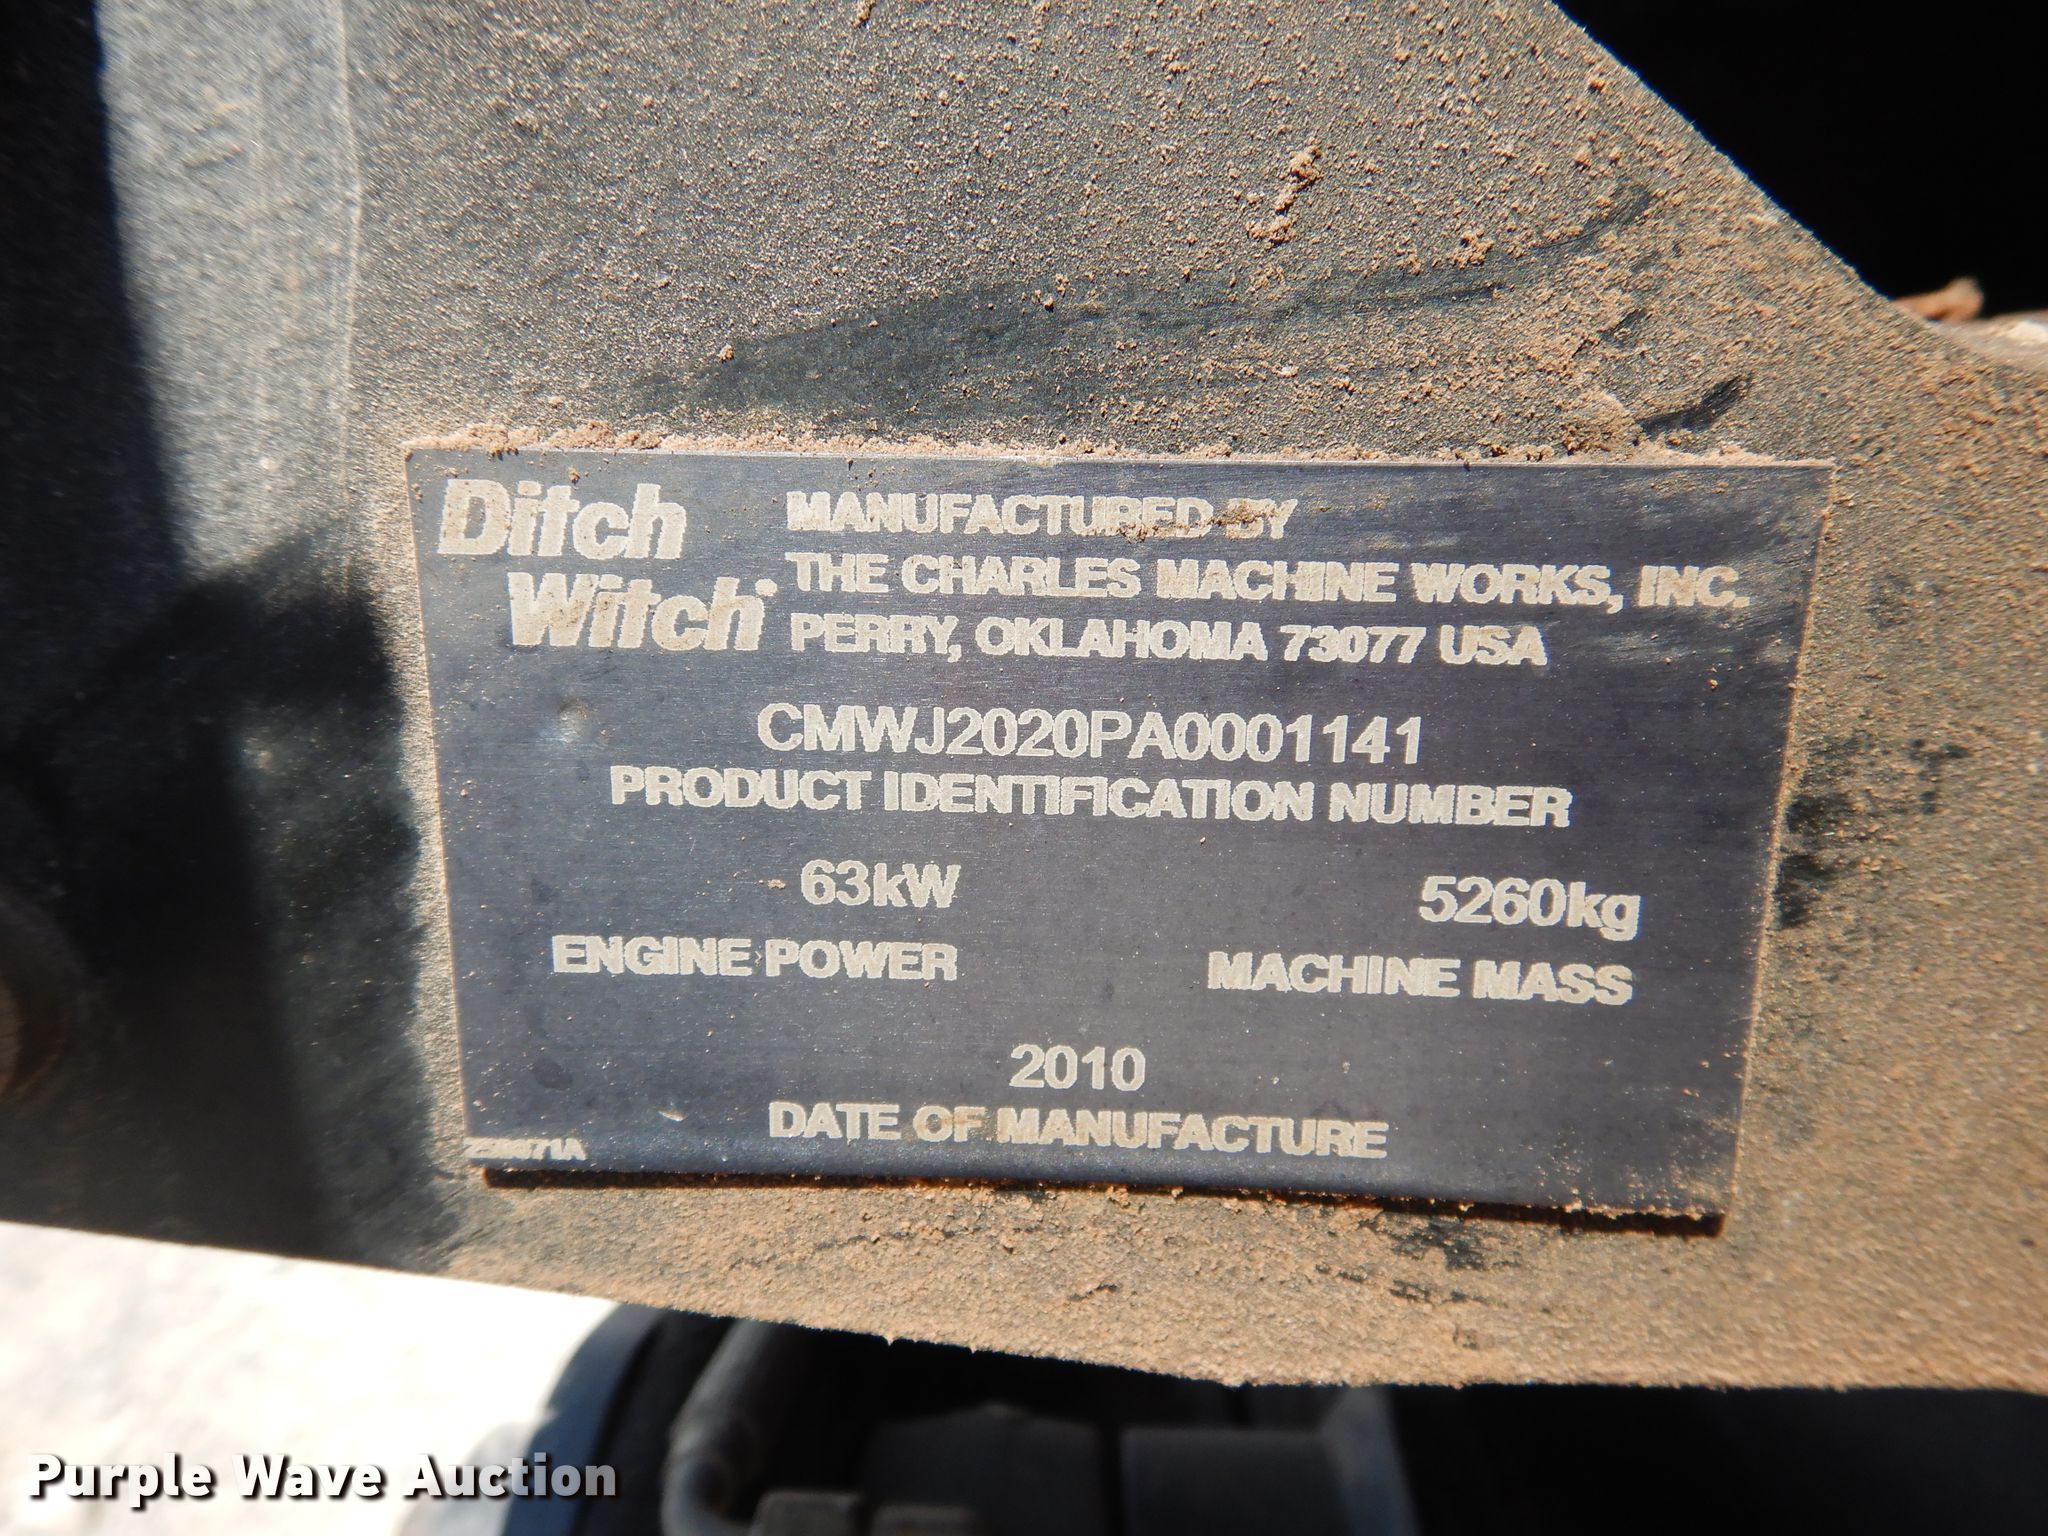 Ditch
Witch
MANUFACTURED BY
THE CHARLES MACHINE WORKS, INC.
PERRY, OKLAHOMA 73077 USA
CMWJ2020PA0001141
PRODUCT IDENTIFICATION NUMBER
63kW
ENGINE POWER
5260kg
MACHINE MASS
2010
DATE OF MANUFACTURE
Purple Wave Auction